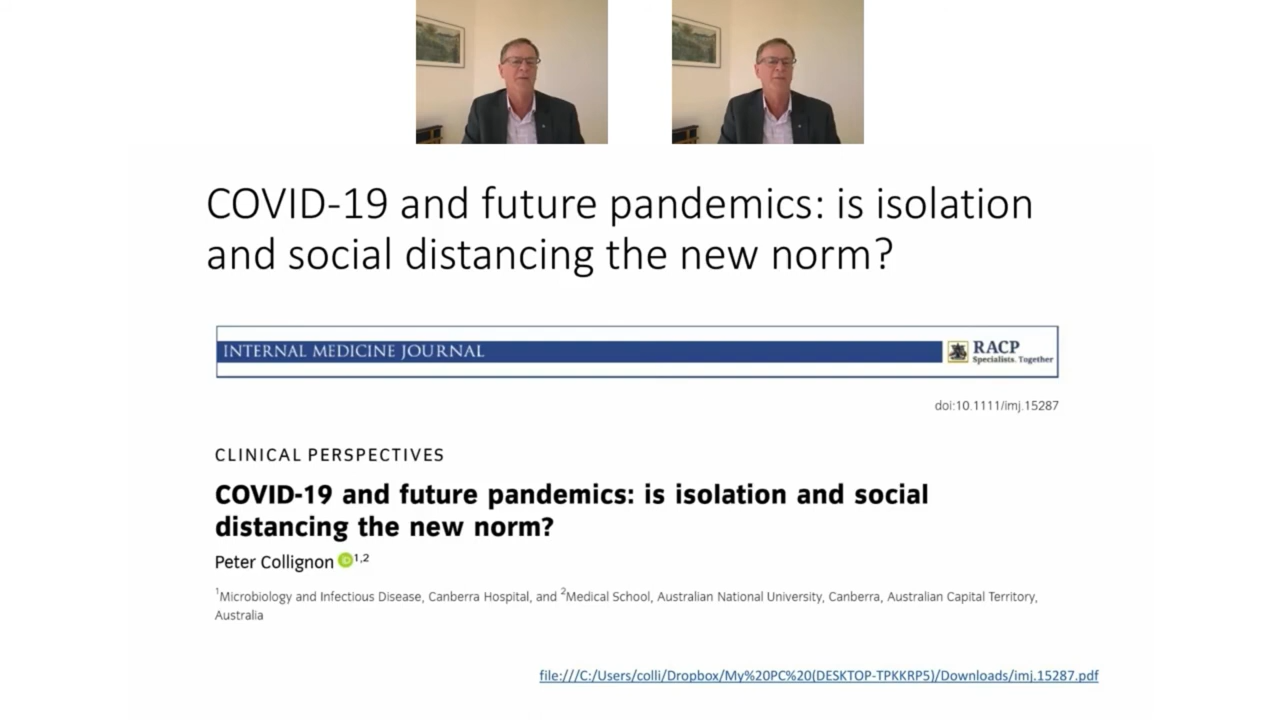 COVID-19 and future pandemics: is isolation
and social distancing the new norm?
INTERNAL MEDICINE JOURNAL
RACP
Specialists. Together
doi:10.1111/imj.15287
CLINICAL PERSPECTIVES
COVID-19 and future pandemics: is isolation and social
distancing the new norm?
Peter Collignon iD 1,2
1Microbiology and Infectious Disease, Canberra Hospital, and 2Medical School, Australian National University, Canberra, Australian Capital Territory,
Australia
file:///C:/Users/colli/Dropbox/My%20PC%20(DESKTOP-TPKKRP5)/Downloads/imj.15287.pdf